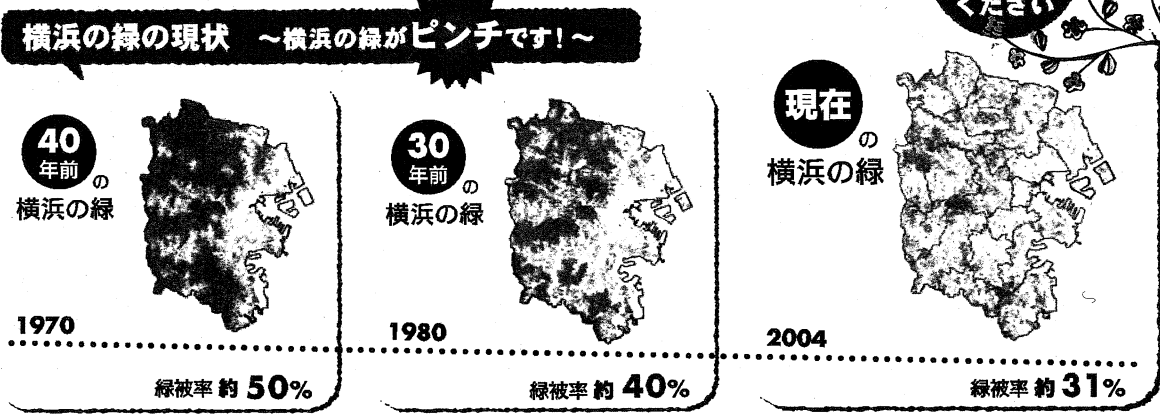 ください
横浜の緑の現状 ～横浜の緑がピンチです!～
40
年前の
横浜の緑
1970
緑被率 約 50%
30
年前の
横浜の緑
1980
緑被率 約 40%
現在の
横浜の緑
2004
緑被率 約 31%